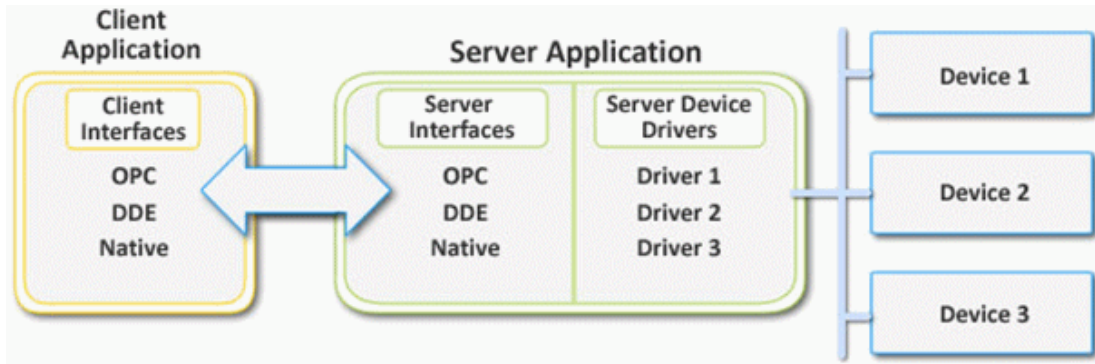 Client
Application
Server Application
Client
Interfaces
OPC
DDE
Native
Server
Interfaces
OPC
DDE
Native
Server Device
Drivers
Driver 1
Driver 2
Driver 3
Device 1
Device 2
Device 3